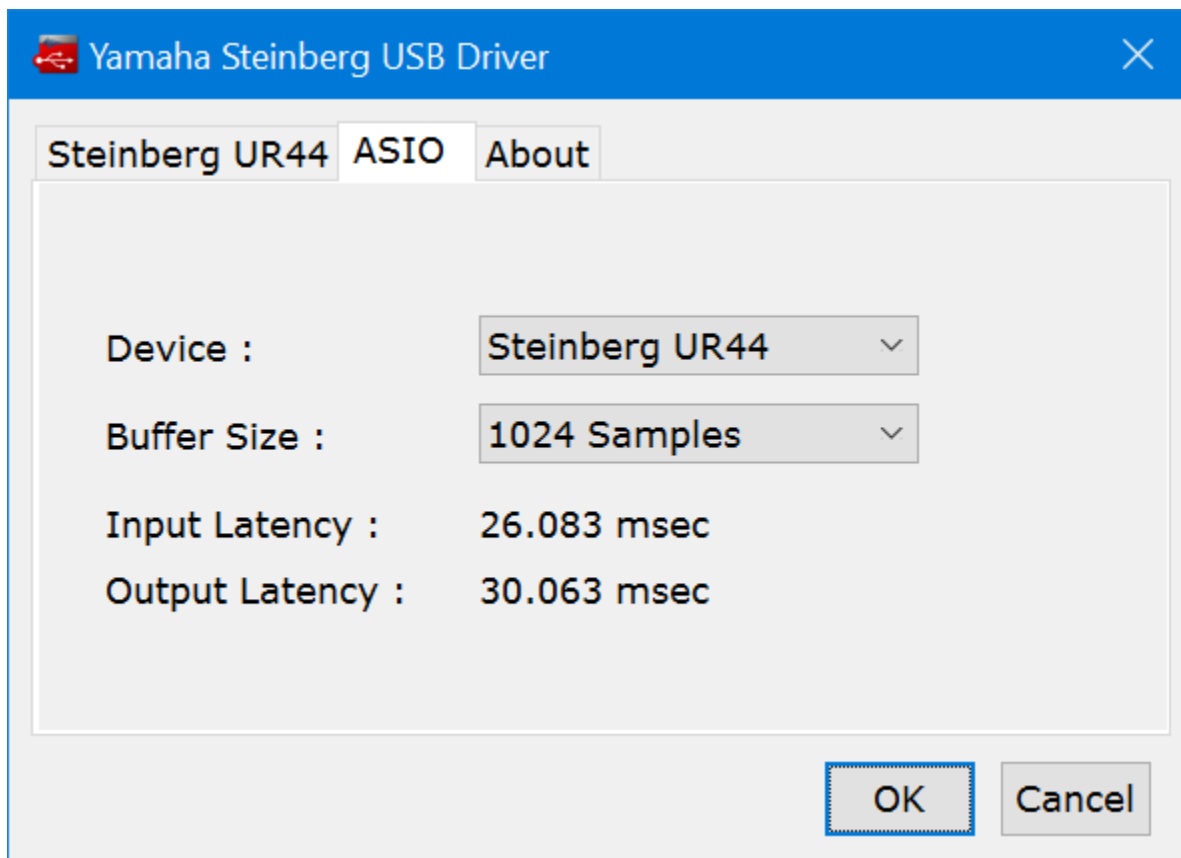 Yamaha Steinberg USB Driver
Steinberg UR44 ASIO About
Device : Steinberg UR44
Buffer Size : 1024 Samples
Input Latency : 26.083 msec
Output Latency : 30.063 msec
OK Cancel